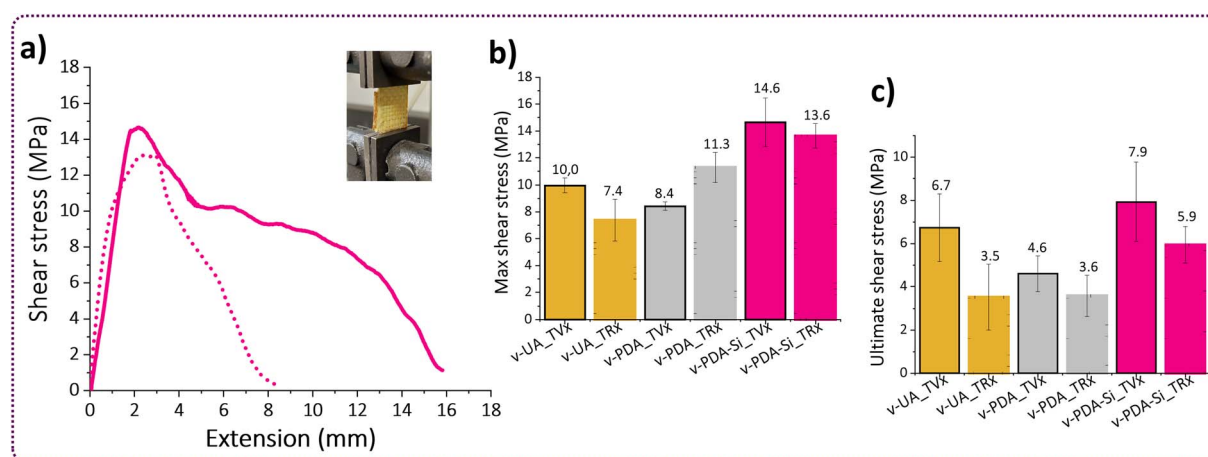 a)
Shear stress (MPa)
18
16
14
12
10
8
6
4
2
0
0 2 4 6 8 10 12 14 16 18
Extension (mm)
b)
Max shear stress (MPa)
18
16
14
12
10
8
6
4
2
0
10,0
7.4
8.4
11.3
14.6
13.6
v-UA_TVX
v-UA_TRX
v-PDA_TVX
v-PDA_TRX
v-PDA-Si_TVX
v-PDA-Si_TRX
c)
Ultimate shear stress (MPa)
10
8
6
4
2
0
6.7
3.5
4.6
3.6
7.9
5.9
v-UA_TVX
v-UA_TRX
v-PDA_TVX
v-PDA_TRX
v-PDA-Si_TVX
v-PDA-Si_TRX